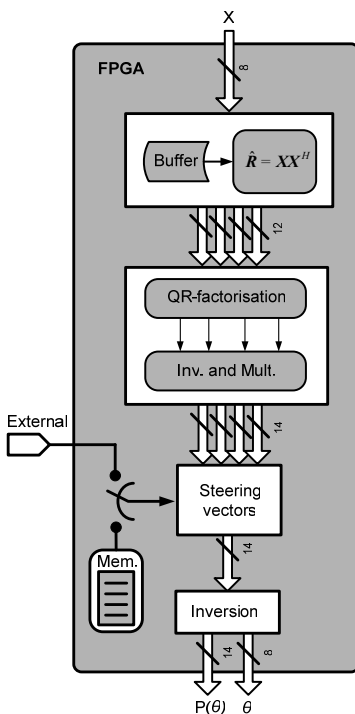 X
FPGA
8
Buffer
R̂ = XX^H
12
QR-factorisation
Inv. and Mult.
External
14
Steering
vectors
Mem.
14
Inversion
14
8
P(θ)
θ